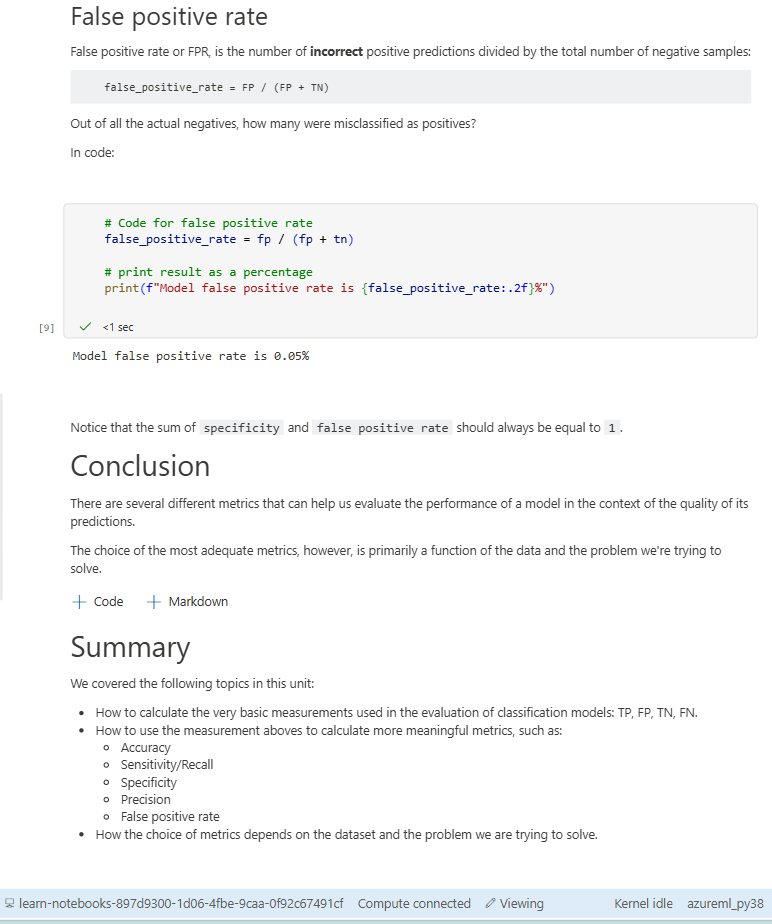 False positive rate
False positive rate or FPR, is the number of incorrect positive predictions divided by the total number of negative samples:
false_positive_rate = FP / (FP + TN)
Out of all the actual negatives, how many were misclassified as positives?
In code:
# Code for false positive rate
false_positive_rate = fp / (fp + tn)
# print result as a percentage
print(f"Model false positive rate is {false_positive_rate:.2f}%")
[9] <1 sec
Model false positive rate is 0.05%
Notice that the sum of specificity and false positive rate should always be equal to 1.
Conclusion
There are several different metrics that can help us evaluate the performance of a model in the context of the quality of its
predictions.
The choice of the most adequate metrics, however, is primarily a function of the data and the problem we're trying to
solve.
Code Markdown
Summary
We covered the following topics in this unit:
• How to calculate the very basic measurements used in the evaluation of classification models: TP, FP, TN, FN.
• How to use the measurement aboves to calculate more meaningful metrics, such as:
○ Accuracy
○ Sensitivity/Recall
○ Specificity
○ Precision
○ False positive rate
• How the choice of metrics depends on the dataset and the problem we are trying to solve.
learn-notebooks-897d9300-1d06-4fbe-9caa-0f92c67491cf Compute connected Viewing Kernel idle azureml_py38